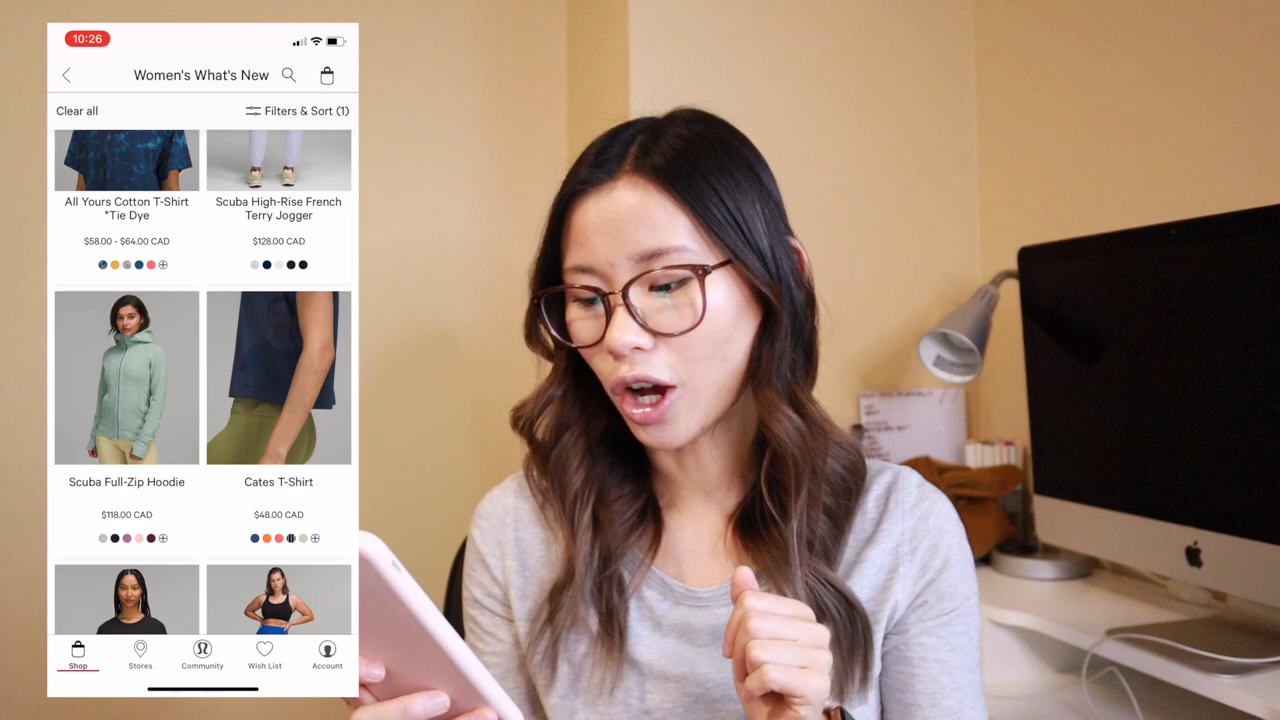 10:26
Women's What's New
Clear all
Filters & Sort (1)
All Yours Cotton T-Shirt
*Tie Dye
$58.00 - $64.00 CAD
Scuba High-Rise French
Terry Jogger
$128.00 CAD
Scuba Full-Zip Hoodie
$118.00 CAD
Cates T-Shirt
$48.00 CAD
Shop
Stores
Community
Wish List
Account